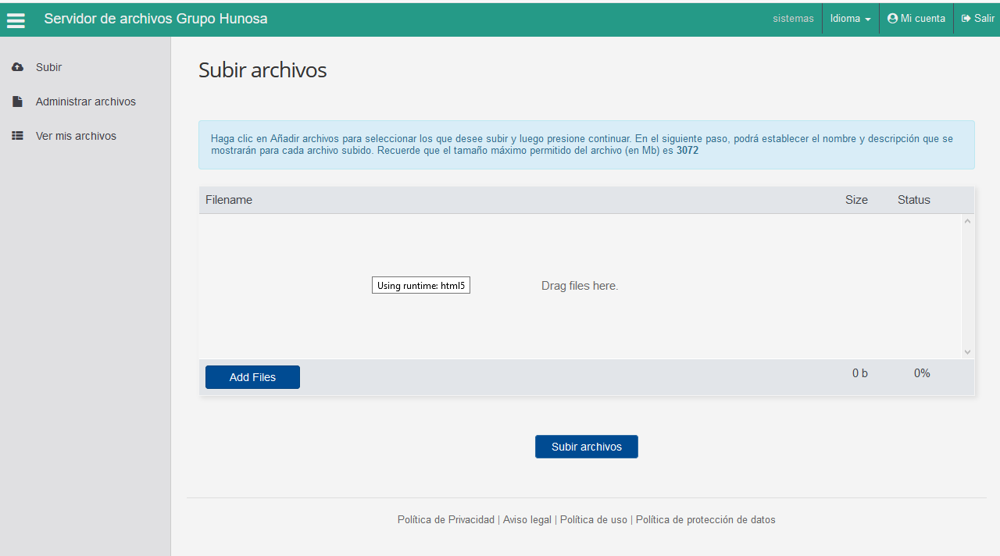 Servidor de archivos Grupo Hunosa
sistemas
Idioma
Mi cuenta
Salir
Subir
Administrar archivos
Ver mis archivos
Subir archivos
Haga clic en Añadir archivos para seleccionar los que desee subir y luego presione continuar. En el siguiente paso, podrá establecer el nombre y descripción que se
mostrarán para cada archivo subido. Recuerde que el tamaño máximo permitido del archivo (en Mb) es 3072
Filename Size Status
Using runtime: html5
Drag files here.
Add Files 0 b 0%
Subir archivos
Política de Privacidad | Aviso legal | Política de uso | Política de protección de datos